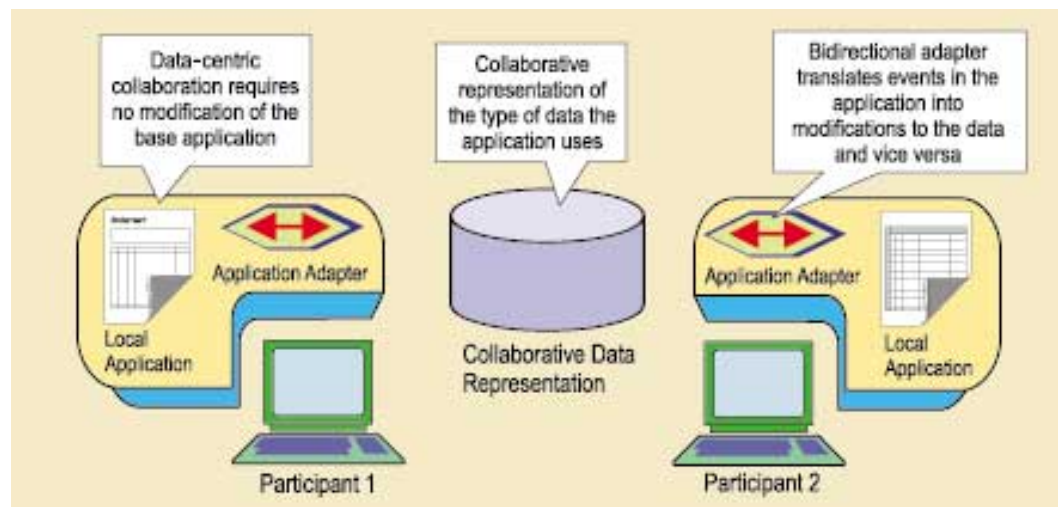 Data-centric
collaboration requires
no modification of the
base application
Collaborative
representation of
the type of data the
application uses
Bidirectional adapter
translates events in the
application into
modifications to the data
and vice versa
Application Adapter
Local
Application
Participant 1
Collaborative Data
Representation
Application Adapter
Local
Application
Participant 2